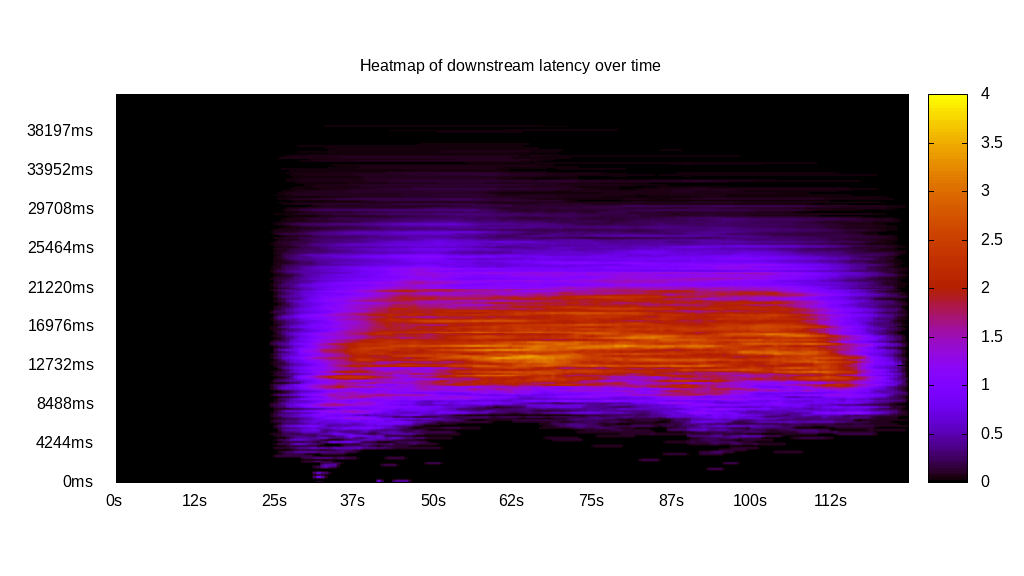 Heatmap of downstream latency over time
38197ms
33952ms
29708ms
25464ms
21220ms
16976ms
12732ms
8488ms
4244ms
0ms
0s 12s 25s 37s 50s 62s 75s 87s 100s 112s
4
3.5
3
2.5
2
1.5
1
0.5
0